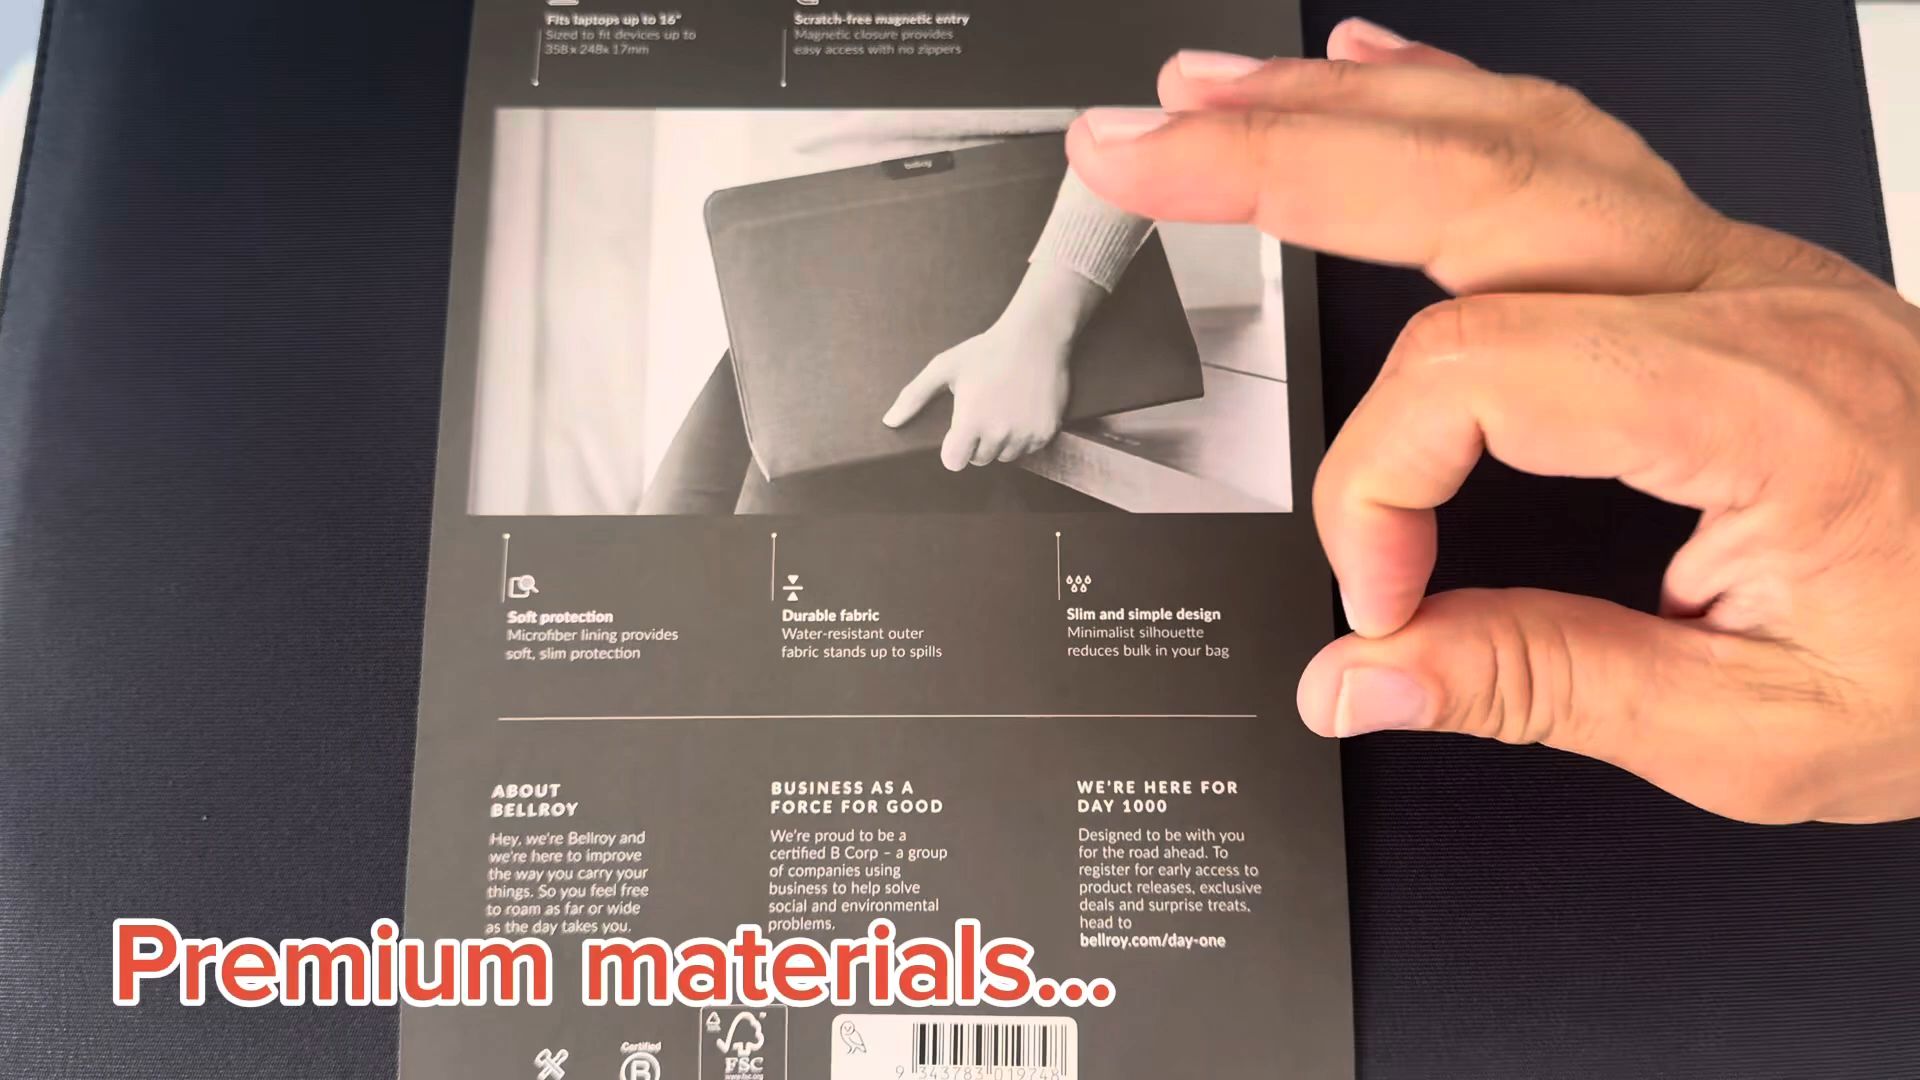 Fits laptops up to 16"
Sized to fit devices up to
358 x 248x 17mm
Scratch-free magnetic entry
Magnetic closure provides
easy access with no zippers
bellroy
Soft protection
Microfiber lining provides
soft, slim protection
Durable fabric
Water-resistant outer
fabric stands up to spills
Slim and simple design
Minimalist silhouette
reduces bulk in your bag
ABOUT
BELLROY
Hey, we're Bellroy and
we're here to improve
the way you carry your
things. So you feel free
to roam as far or wide
as the day takes you.
BUSINESS AS A
FORCE FOR GOOD
We're proud to be a
certified B Corp – a group
of companies using
business to help solve
social and environmental
problems.
WE'RE HERE FOR
DAY 1000
Designed to be with you
for the road ahead. To
register for early access to
product releases, exclusive
deals and surprise treats,
head to
bellroy.com/day-one
Premium materials...
Certified
B
FSC
www.fsc.org
9 343783 019748